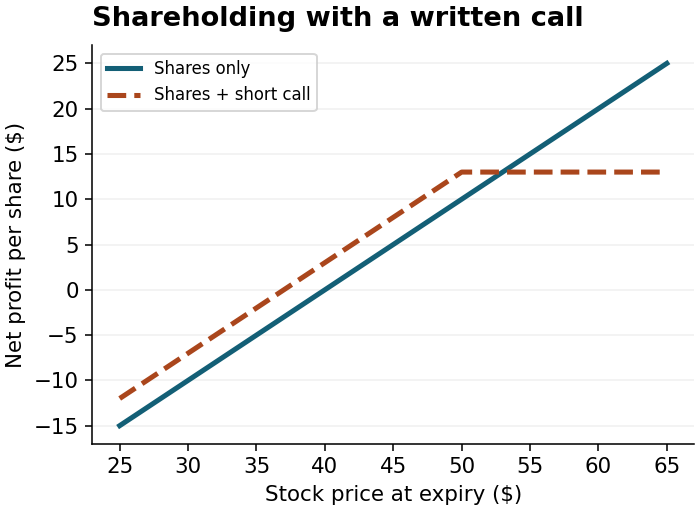 Shareholding with a written call
Shares only
Shares + short call
Net profit per share ($)
25
20
15
10
5
0
−5
−10
−15
25 30 35 40 45 50 55 60 65
Stock price at expiry ($)